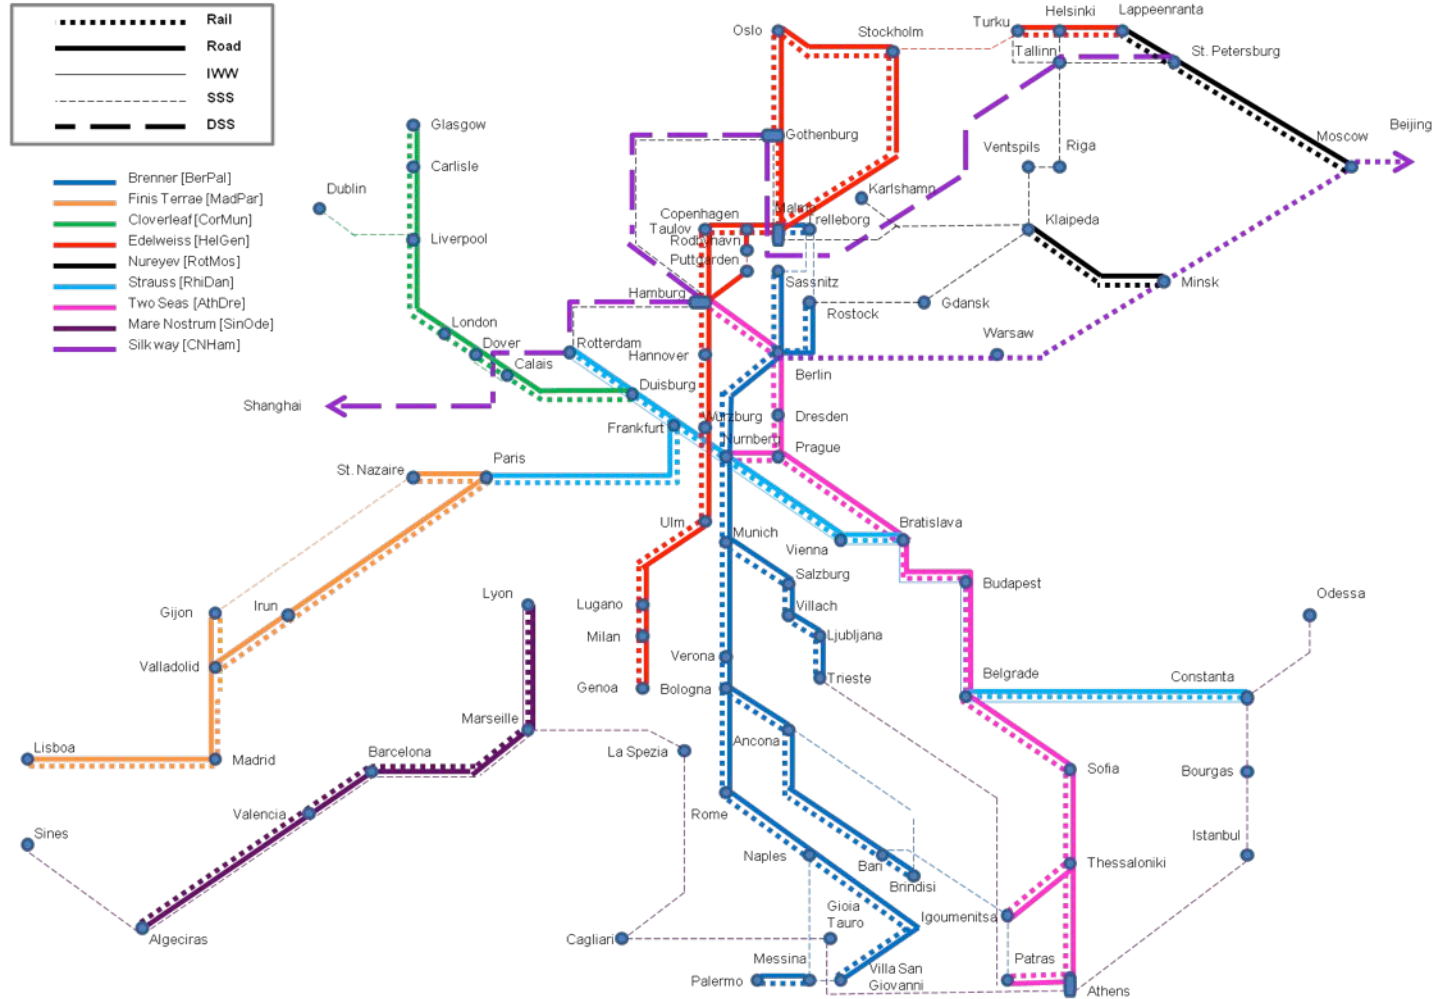 Rail
Road
IWW
SSS
DSS
Brenner [BerPal]
Finis Terrae [MadPar]
Cloverleaf [CorMun]
Edelweiss [HelGen]
Nureyev [RotMos]
Strauss [RhiDan]
Two Seas [AthDre]
Mare Nostrum [SinOde]
Silk way [CNHam]
Oslo
Stockholm
Turku
Helsinki
Lappeenranta
Tallinn
St. Petersburg
Glasgow
Gothenburg
Moscow
Beijing
Carlisle
Ventspils
Riga
Dublin
Karlshamn
Liverpool
Copenhagen
Malmo
Trelleborg
Klaipeda
Taulov
Rodbyhavn
Puttgarden
Sassnitz
Minsk
Hamburg
Rostock
Gdansk
London
Dover
Rotterdam
Hannover
Warsaw
Calais
Berlin
Duisburg
Shanghai
Wurzburg
Dresden
Frankfurt
Nurnberg
Prague
St. Nazaire
Paris
Ulm
Munich
Vienna
Bratislava
Salzburg
Budapest
Gijon
Irun
Lyon
Lugano
Villach
Odessa
Milan
Ljubljana
Valladolid
Verona
Genoa
Bologna
Trieste
Belgrade
Constanta
Marseille
Lisboa
Madrid
Barcelona
La Spezia
Ancona
Sofia
Bourgas
Valencia
Rome
Sines
Istanbul
Naples
Bari
Brindisi
Thessaloniki
Gioia
Tauro
Igoumenitsa
Algeciras
Cagliari
Messina
Patras
Palermo
Villa San
Giovanni
Athens